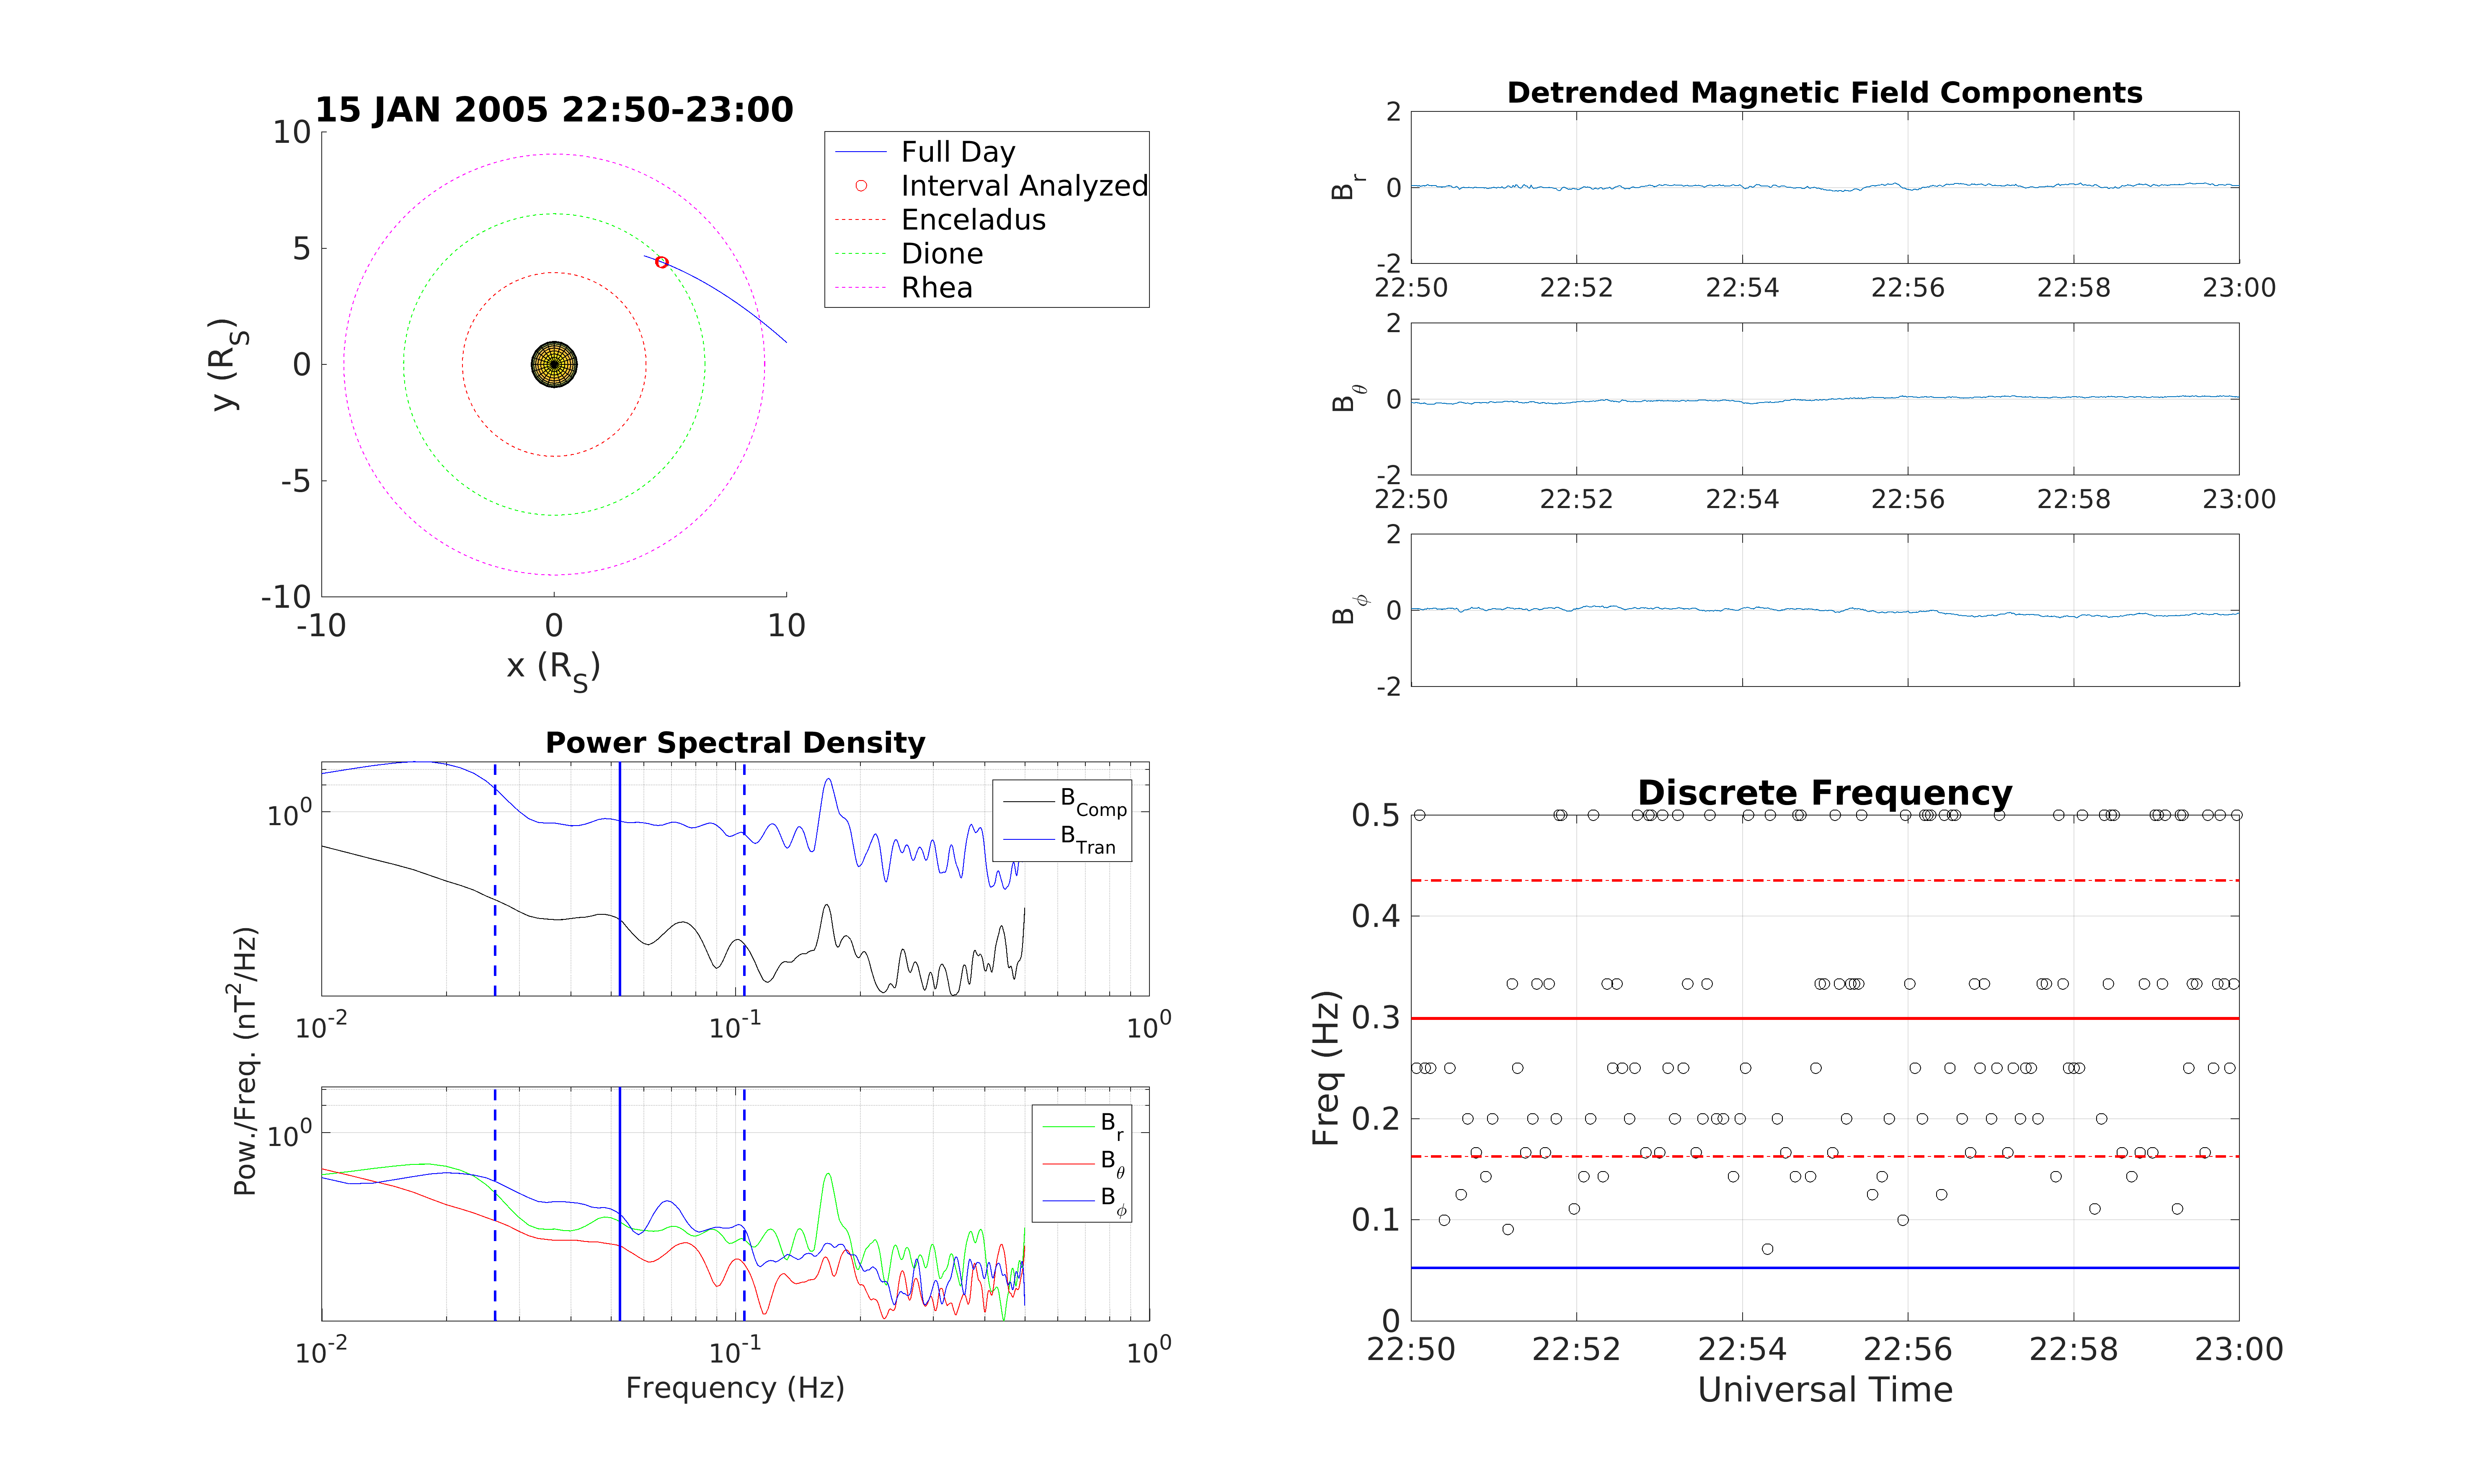 15 JAN 2005 22:50-23:00
10
5
0
-5
-10
-10 0 10
y (R_S)
x (R_S)
Full Day
Interval Analyzed
Enceladus
Dione
Rhea
Detrended Magnetic Field Components
2
0
-2
B_r
22:50 22:52 22:54 22:56 22:58 23:00
2
0
-2
B_θ
22:50 22:52 22:54 22:56 22:58 23:00
2
0
-2
B_ϕ
Power Spectral Density
10^0
B_Comp
B_Tran
10^-2 10^-1 10^0
Pow./Freq. (nT^2/Hz)
10^0
B_r
B_θ
B_ϕ
10^-2 10^-1 10^0
Frequency (Hz)
Discrete Frequency
0.5
0.4
0.3
0.2
0.1
0
Freq (Hz)
22:50 22:52 22:54 22:56 22:58 23:00
Universal Time